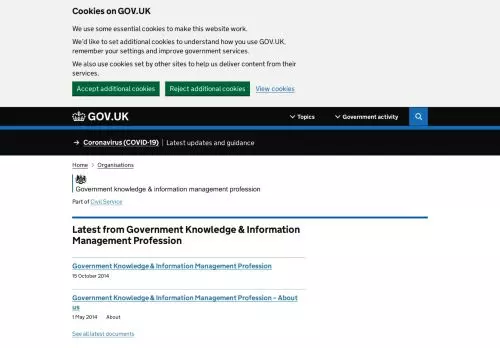 Cookies on GOV.UK
We use some essential cookies to make this website work.
We'd like to set additional cookies to understand how you use GOV.UK,
remember your settings and improve government services.
We also use cookies set by other sites to help us deliver content from their
services.
Accept additional cookies Reject additional cookies View cookies
GOV.UK Topics Government activity
→ Coronavirus (COVID-19) | Latest updates and guidance
Home > Organisations
Government knowledge & information management profession
Part of Civil Service
Latest from Government Knowledge & Information
Management Profession
Government Knowledge & Information Management Profession
15 October 2014
Government Knowledge & Information Management Profession – About
us
1 May 2014 About
See all latest documents